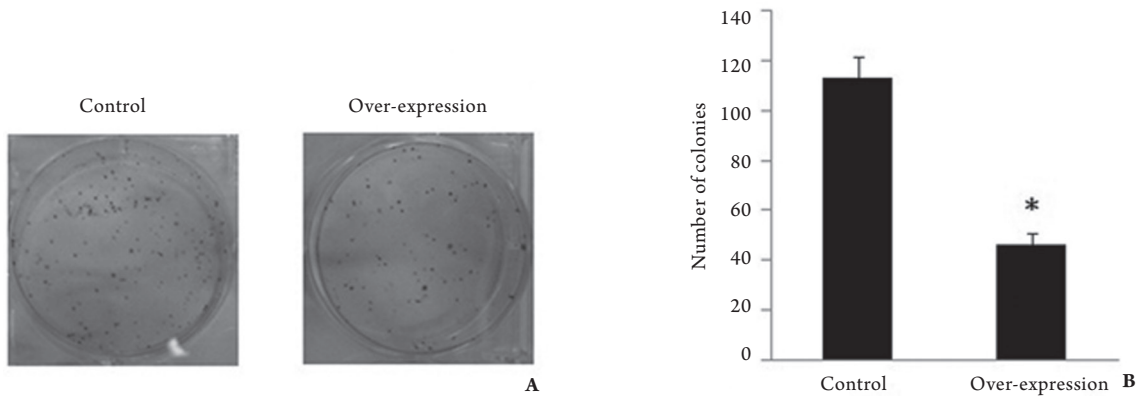 Control
Over-expression
A
140
120
100
80
60
40
20
0
Number of colonies
*
Control
Over-expression
B